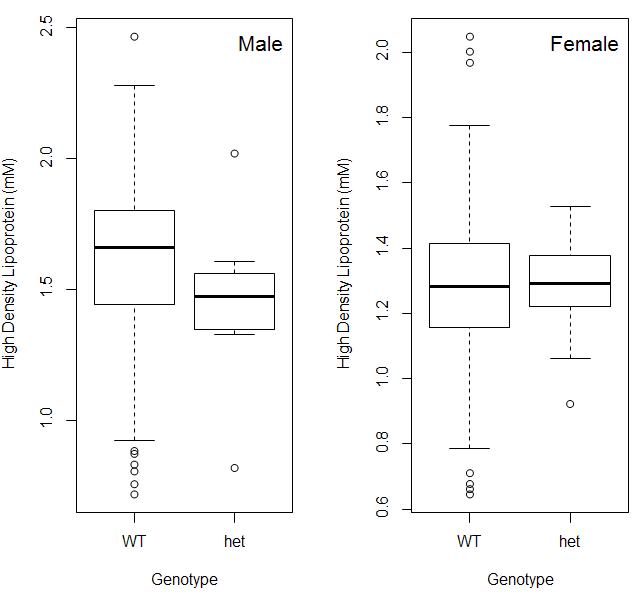 Male
High Density Lipoprotein (mM)
2.5
2.0
1.5
1.0
WT het
Genotype
Female
High Density Lipoprotein (mM)
2.0
1.8
1.6
1.4
1.2
1.0
0.8
0.6
WT het
Genotype